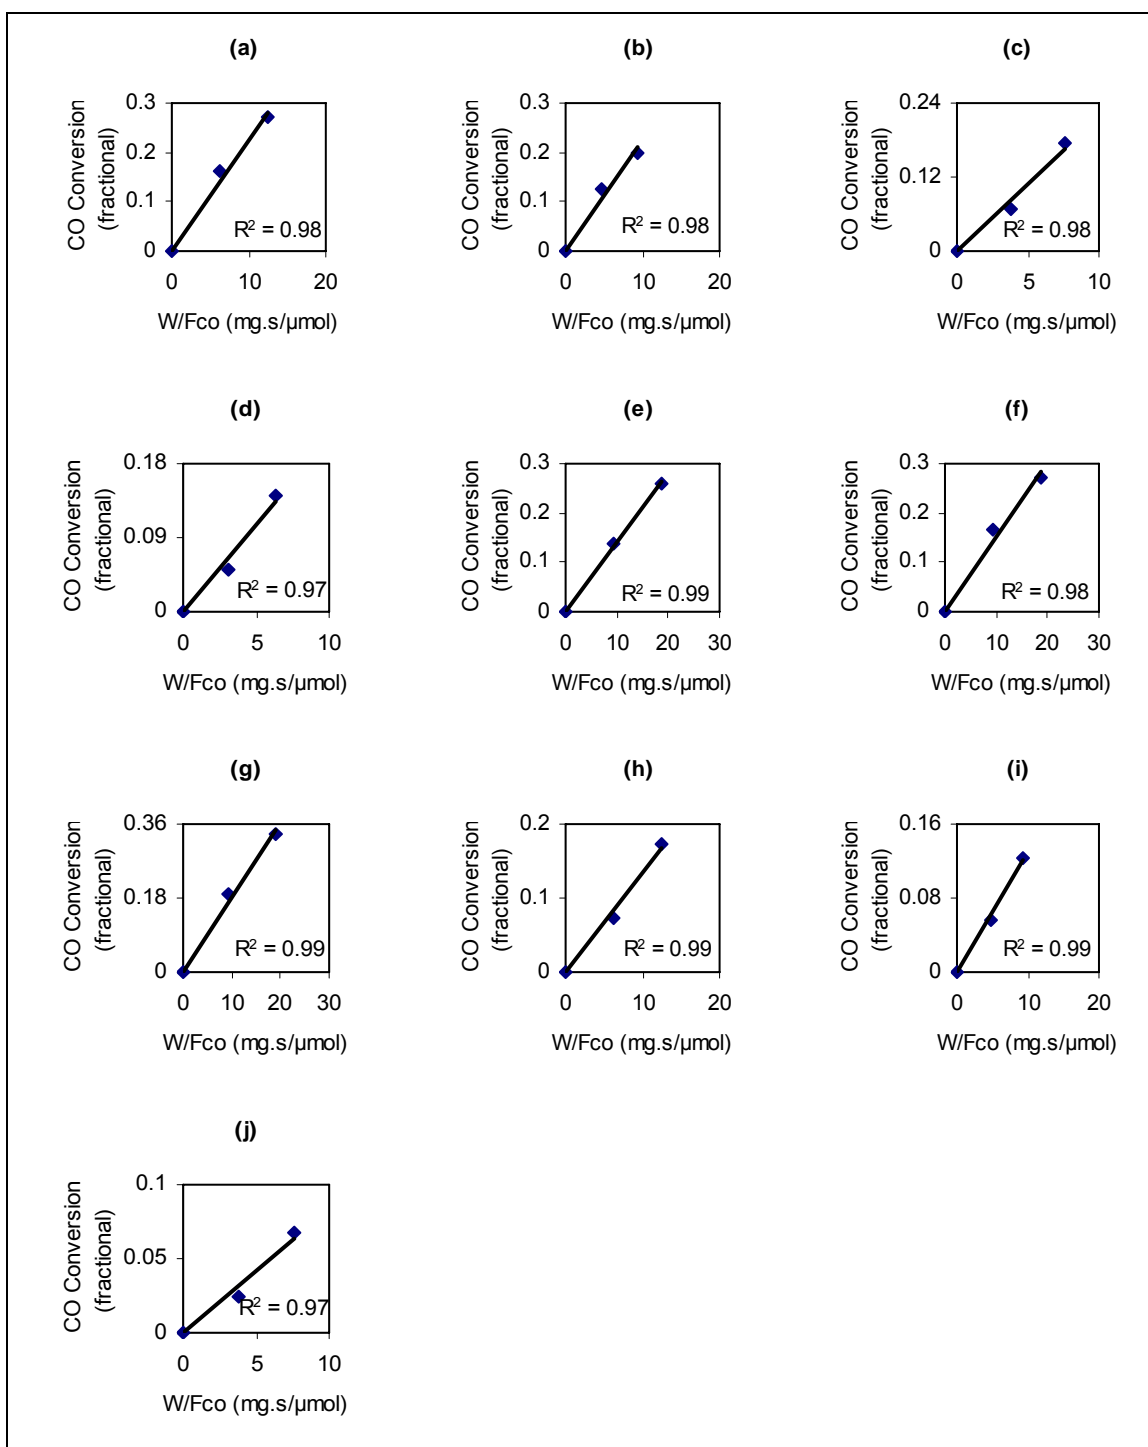 (a)
CO Conversion
(fractional)
0.3
0.2
0.1
0
R² = 0.98
0 10 20
W/Fco (mg.s/µmol)
(b)
CO Conversion
(fractional)
0.3
0.2
0.1
0
R² = 0.98
0 10 20
W/Fco (mg.s/µmol)
(c)
CO Conversion
(fractional)
0.24
0.12
0
R² = 0.98
0 5 10
W/Fco (mg.s/µmol)
(d)
CO Conversion
(fractional)
0.18
0.09
0
R² = 0.97
0 5 10
W/Fco (mg.s/µmol)
(e)
CO Conversion
(fractional)
0.3
0.2
0.1
0
R² = 0.99
0 10 20 30
W/Fco (mg.s/µmol)
(f)
CO Conversion
(fractional)
0.3
0.2
0.1
0
R² = 0.98
0 10 20 30
W/Fco (mg.s/µmol)
(g)
CO Conversion
(fractional)
0.36
0.18
0
R² = 0.99
0 10 20 30
W/Fco (mg.s/µmol)
(h)
CO Conversion
(fractional)
0.2
0.1
0
R² = 0.99
0 10 20
W/Fco (mg.s/µmol)
(i)
CO Conversion
(fractional)
0.16
0.08
0
R² = 0.99
0 10 20
W/Fco (mg.s/µmol)
(j)
CO Conversion
(fractional)
0.1
0.05
0
R² = 0.97
0 5 10
W/Fco (mg.s/µmol)